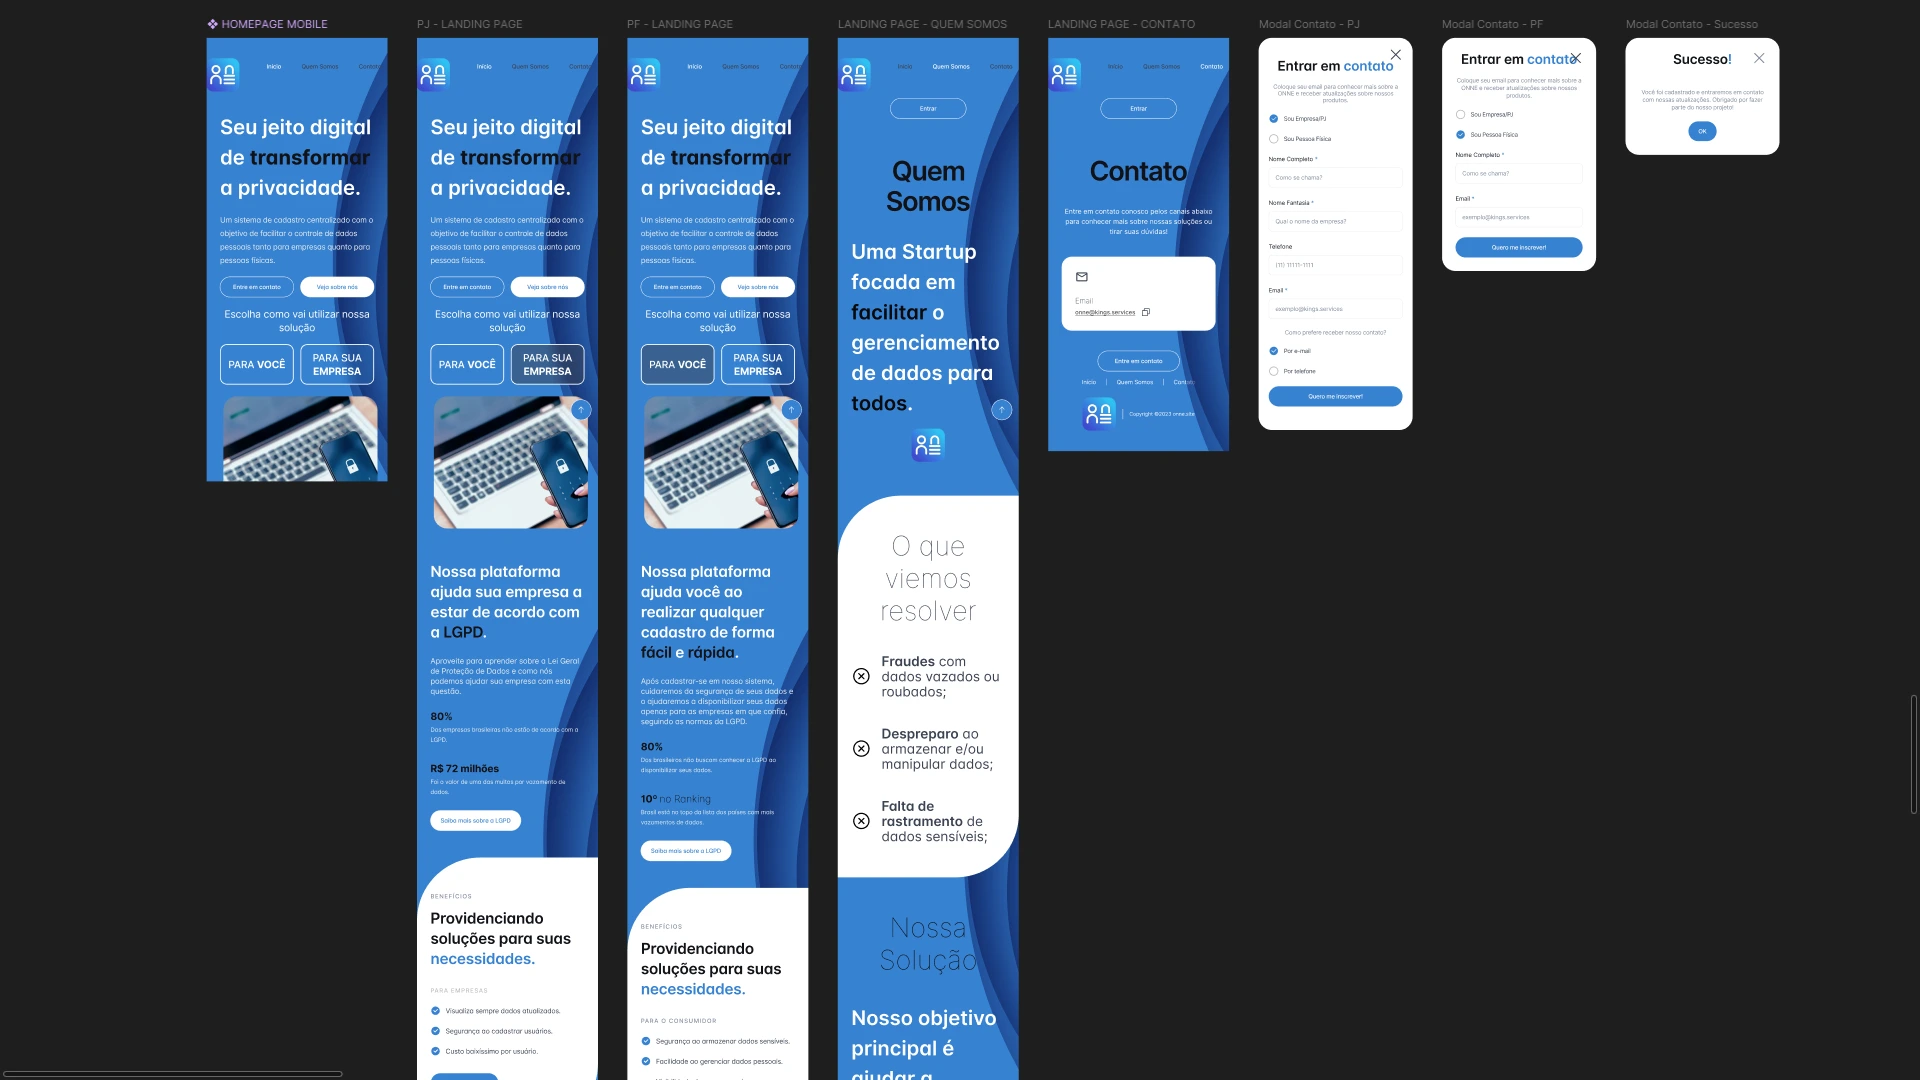 HOMEPAGE MOBILE
Início Quem Somos Contato
Seu jeito digital
de transformar
a privacidade.
Um sistema de cadastro centralizado com o
objetivo de facilitar o controle de dados
pessoais tanto para empresas quanto para
pessoas físicas.
Entre em contato
Veja sobre nós
Escolha como vai utilizar nossa
solução
PARA VOCÊ
PARA SUA
EMPRESA
PJ - LANDING PAGE
Início Quem Somos Contato
Seu jeito digital
de transformar
a privacidade.
Um sistema de cadastro centralizado com o
objetivo de facilitar o controle de dados
pessoais tanto para empresas quanto para
pessoas físicas.
Entre em contato
Veja sobre nós
Escolha como vai utilizar nossa
solução
PARA VOCÊ
PARA SUA
EMPRESA
Nossa plataforma
ajuda sua empresa a
estar de acordo com
a LGPD.
Aproveite para aprender sobre a Lei Geral
de Proteção de Dados e como nós
podemos ajudar sua empresa com esta
questão.
80%
Das empresas brasileiras não estão de acordo com a
LGPD.
R$ 72 milhões
Foi o valor de uma das multas por vazamento de
dados.
Saiba mais sobre a LGPD
BENEFÍCIOS
Providenciando
soluções para suas
necessidades.
PARA EMPRESAS
Visualiza sempre dados atualizados.
Segurança ao cadastrar usuários.
Custo baixíssimo por usuário.
PF - LANDING PAGE
Início Quem Somos Contato
Seu jeito digital
de transformar
a privacidade.
Um sistema de cadastro centralizado com o
objetivo de facilitar o controle de dados
pessoais tanto para empresas quanto para
pessoas físicas.
Entre em contato
Veja sobre nós
Escolha como vai utilizar nossa
solução
PARA VOCÊ
PARA SUA
EMPRESA
Nossa plataforma
ajuda você ao
realizar qualquer
cadastro de forma
fácil e rápida.
Após cadastrar-se em nosso sistema,
cuidaremos da segurança de seus dados e
o ajudaremos a disponibilizar seus dados
apenas para as empresas em que confia,
seguindo as normas da LGPD.
80%
Dos brasileiros não buscam conhecer a LGPD ao
disponibilizar seus dados.
10º no Ranking
Brasil está no topo da lista dos países com mais
vazamentos de dados.
Saiba mais sobre a LGPD
BENEFÍCIOS
Providenciando
soluções para suas
necessidades.
PARA O CONSUMIDOR
Segurança ao armazenar dados sensíveis.
Facilidade ao gerenciar dados pessoais.
LANDING PAGE - QUEM SOMOS
Início Quem Somos Contato
Entrar
Quem
Somos
Uma Startup
focada em
facilitar o
gerenciamento
de dados para
todos.
O que
viemos
resolver
Fraudes com
dados vazados ou
roubados;
Despreparo ao
armazenar e/ou
manipular dados;
Falta de
rastramento de
dados sensíveis;
Nossa
Solução
Nosso objetivo
principal é
ajudar a
LANDING PAGE - CONTATO
Início Quem Somos Contato
Entrar
Contato
Entre em contato conosco pelos canais abaixo
para conhecer mais sobre nossas soluções ou
tirar suas dúvidas!
Email
onne@kings.services
Entre em contato
Início | Quem Somos | Contato
Copyright ©2023 onne.site
Modal Contato - PJ
Entrar em contato
Coloque seu email para conhecer mais sobre a
ONNE e receber atualizações sobre nossos
produtos.
Sou Empresa/PJ
Sou Pessoa Física
Nome Completo *
Como se chama?
Nome Fantasia *
Qual o nome da empresa?
Telefone
(11) 11111-1111
Email *
exemplo@kings.services
Como prefere receber nosso contato?
Por e-mail
Por telefone
Quero me inscrever!
Modal Contato - PF
Entrar em contato
Coloque seu email para conhecer mais sobre a
ONNE e receber atualizações sobre nossos
produtos.
Sou Empresa/PJ
Sou Pessoa Física
Nome Completo *
Como se chama?
Email *
exemplo@kings.services
Quero me inscrever!
Modal Contato - Sucesso
Sucesso!
Você foi cadastrado e entraremos em contato
com nossas atualizações. Obrigado por fazer
parte do nosso projeto!
OK